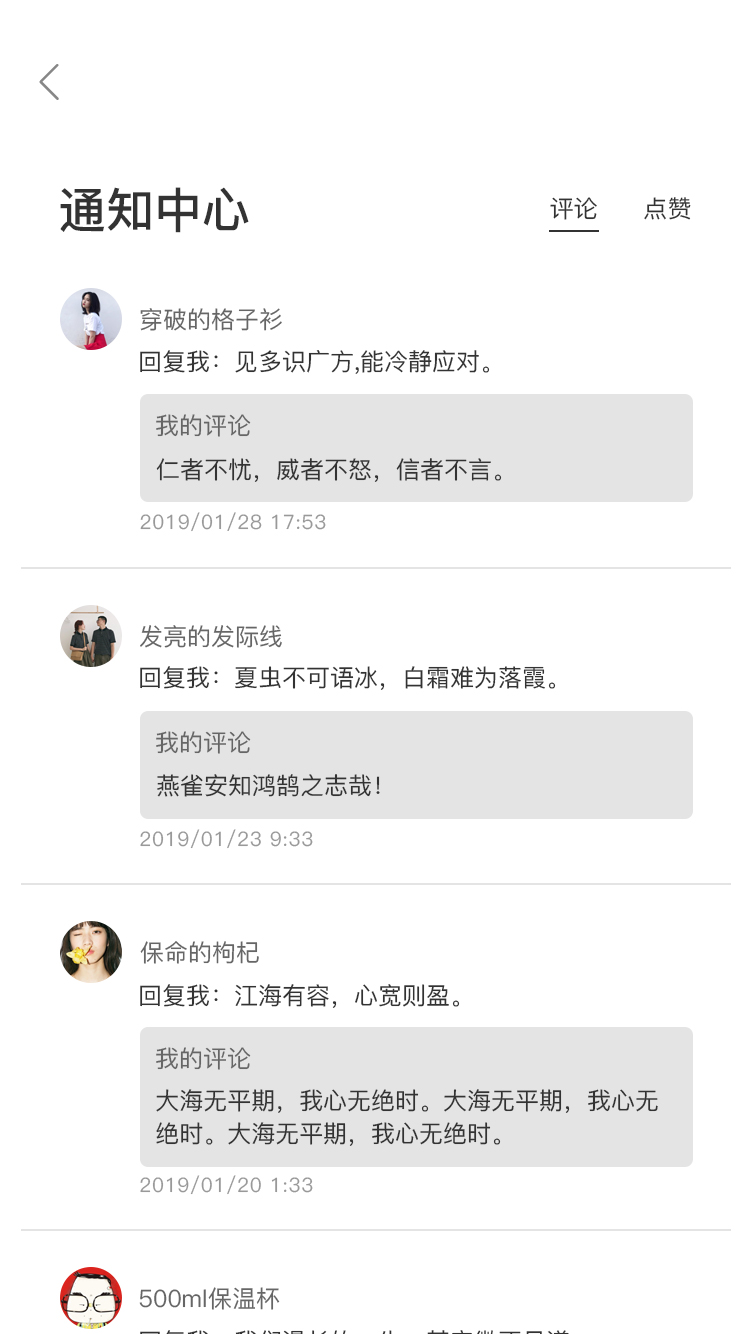 通知中心
评论
点赞
穿破的格子衫
回复我：见多识广方,能冷静应对。
我的评论
仁者不忧，威者不怒，信者不言。
2019/01/28 17:53
发亮的发际线
回复我：夏虫不可语冰，白霜难为落霞。
我的评论
燕雀安知鸿鹄之志哉！
2019/01/23 9:33
保命的枸杞
回复我：江海有容，心宽则盈。
我的评论
大海无平期，我心无绝时。大海无平期，我心无
绝时。大海无平期，我心无绝时。
2019/01/20 1:33
500ml保温杯